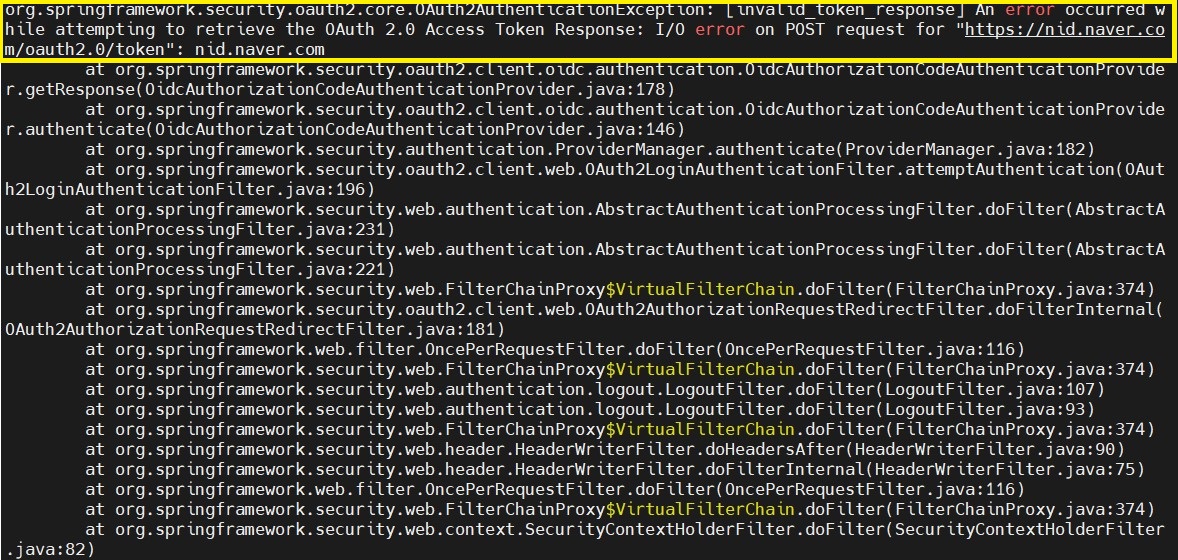 org.springframework.security.oauth2.core.OAuth2AuthenticationException: [invalid_token_response] An error occurred w
hile attempting to retrieve the OAuth 2.0 Access Token Response: I/O error on POST request for "https://nid.naver.co
m/oauth2.0/token": nid.naver.com
        at org.springframework.security.oauth2.client.oidc.authentication.OidcAuthorizationCodeAuthenticationProvide
r.getResponse(OidcAuthorizationCodeAuthenticationProvider.java:178)
        at org.springframework.security.oauth2.client.oidc.authentication.OidcAuthorizationCodeAuthenticationProvide
r.authenticate(OidcAuthorizationCodeAuthenticationProvider.java:146)
        at org.springframework.security.authentication.ProviderManager.authenticate(ProviderManager.java:182)
        at org.springframework.security.oauth2.client.web.OAuth2LoginAuthenticationFilter.attemptAuthentication(OAut
h2LoginAuthenticationFilter.java:196)
        at org.springframework.security.web.authentication.AbstractAuthenticationProcessingFilter.doFilter(AbstractA
uthenticationProcessingFilter.java:231)
        at org.springframework.security.web.authentication.AbstractAuthenticationProcessingFilter.doFilter(AbstractA
uthenticationProcessingFilter.java:221)
        at org.springframework.security.web.FilterChainProxy$VirtualFilterChain.doFilter(FilterChainProxy.java:374)
        at org.springframework.security.oauth2.client.web.OAuth2AuthorizationRequestRedirectFilter.doFilterInternal(
OAuth2AuthorizationRequestRedirectFilter.java:181)
        at org.springframework.web.filter.OncePerRequestFilter.doFilter(OncePerRequestFilter.java:116)
        at org.springframework.security.web.FilterChainProxy$VirtualFilterChain.doFilter(FilterChainProxy.java:374)
        at org.springframework.security.web.authentication.logout.LogoutFilter.doFilter(LogoutFilter.java:107)
        at org.springframework.security.web.authentication.logout.LogoutFilter.doFilter(LogoutFilter.java:93)
        at org.springframework.security.web.FilterChainProxy$VirtualFilterChain.doFilter(FilterChainProxy.java:374)
        at org.springframework.security.web.header.HeaderWriterFilter.doHeadersAfter(HeaderWriterFilter.java:90)
        at org.springframework.security.web.header.HeaderWriterFilter.doFilterInternal(HeaderWriterFilter.java:75)
        at org.springframework.web.filter.OncePerRequestFilter.doFilter(OncePerRequestFilter.java:116)
        at org.springframework.security.web.FilterChainProxy$VirtualFilterChain.doFilter(FilterChainProxy.java:374)
        at org.springframework.security.web.context.SecurityContextHolderFilter.doFilter(SecurityContextHolderFilter
.java:82)